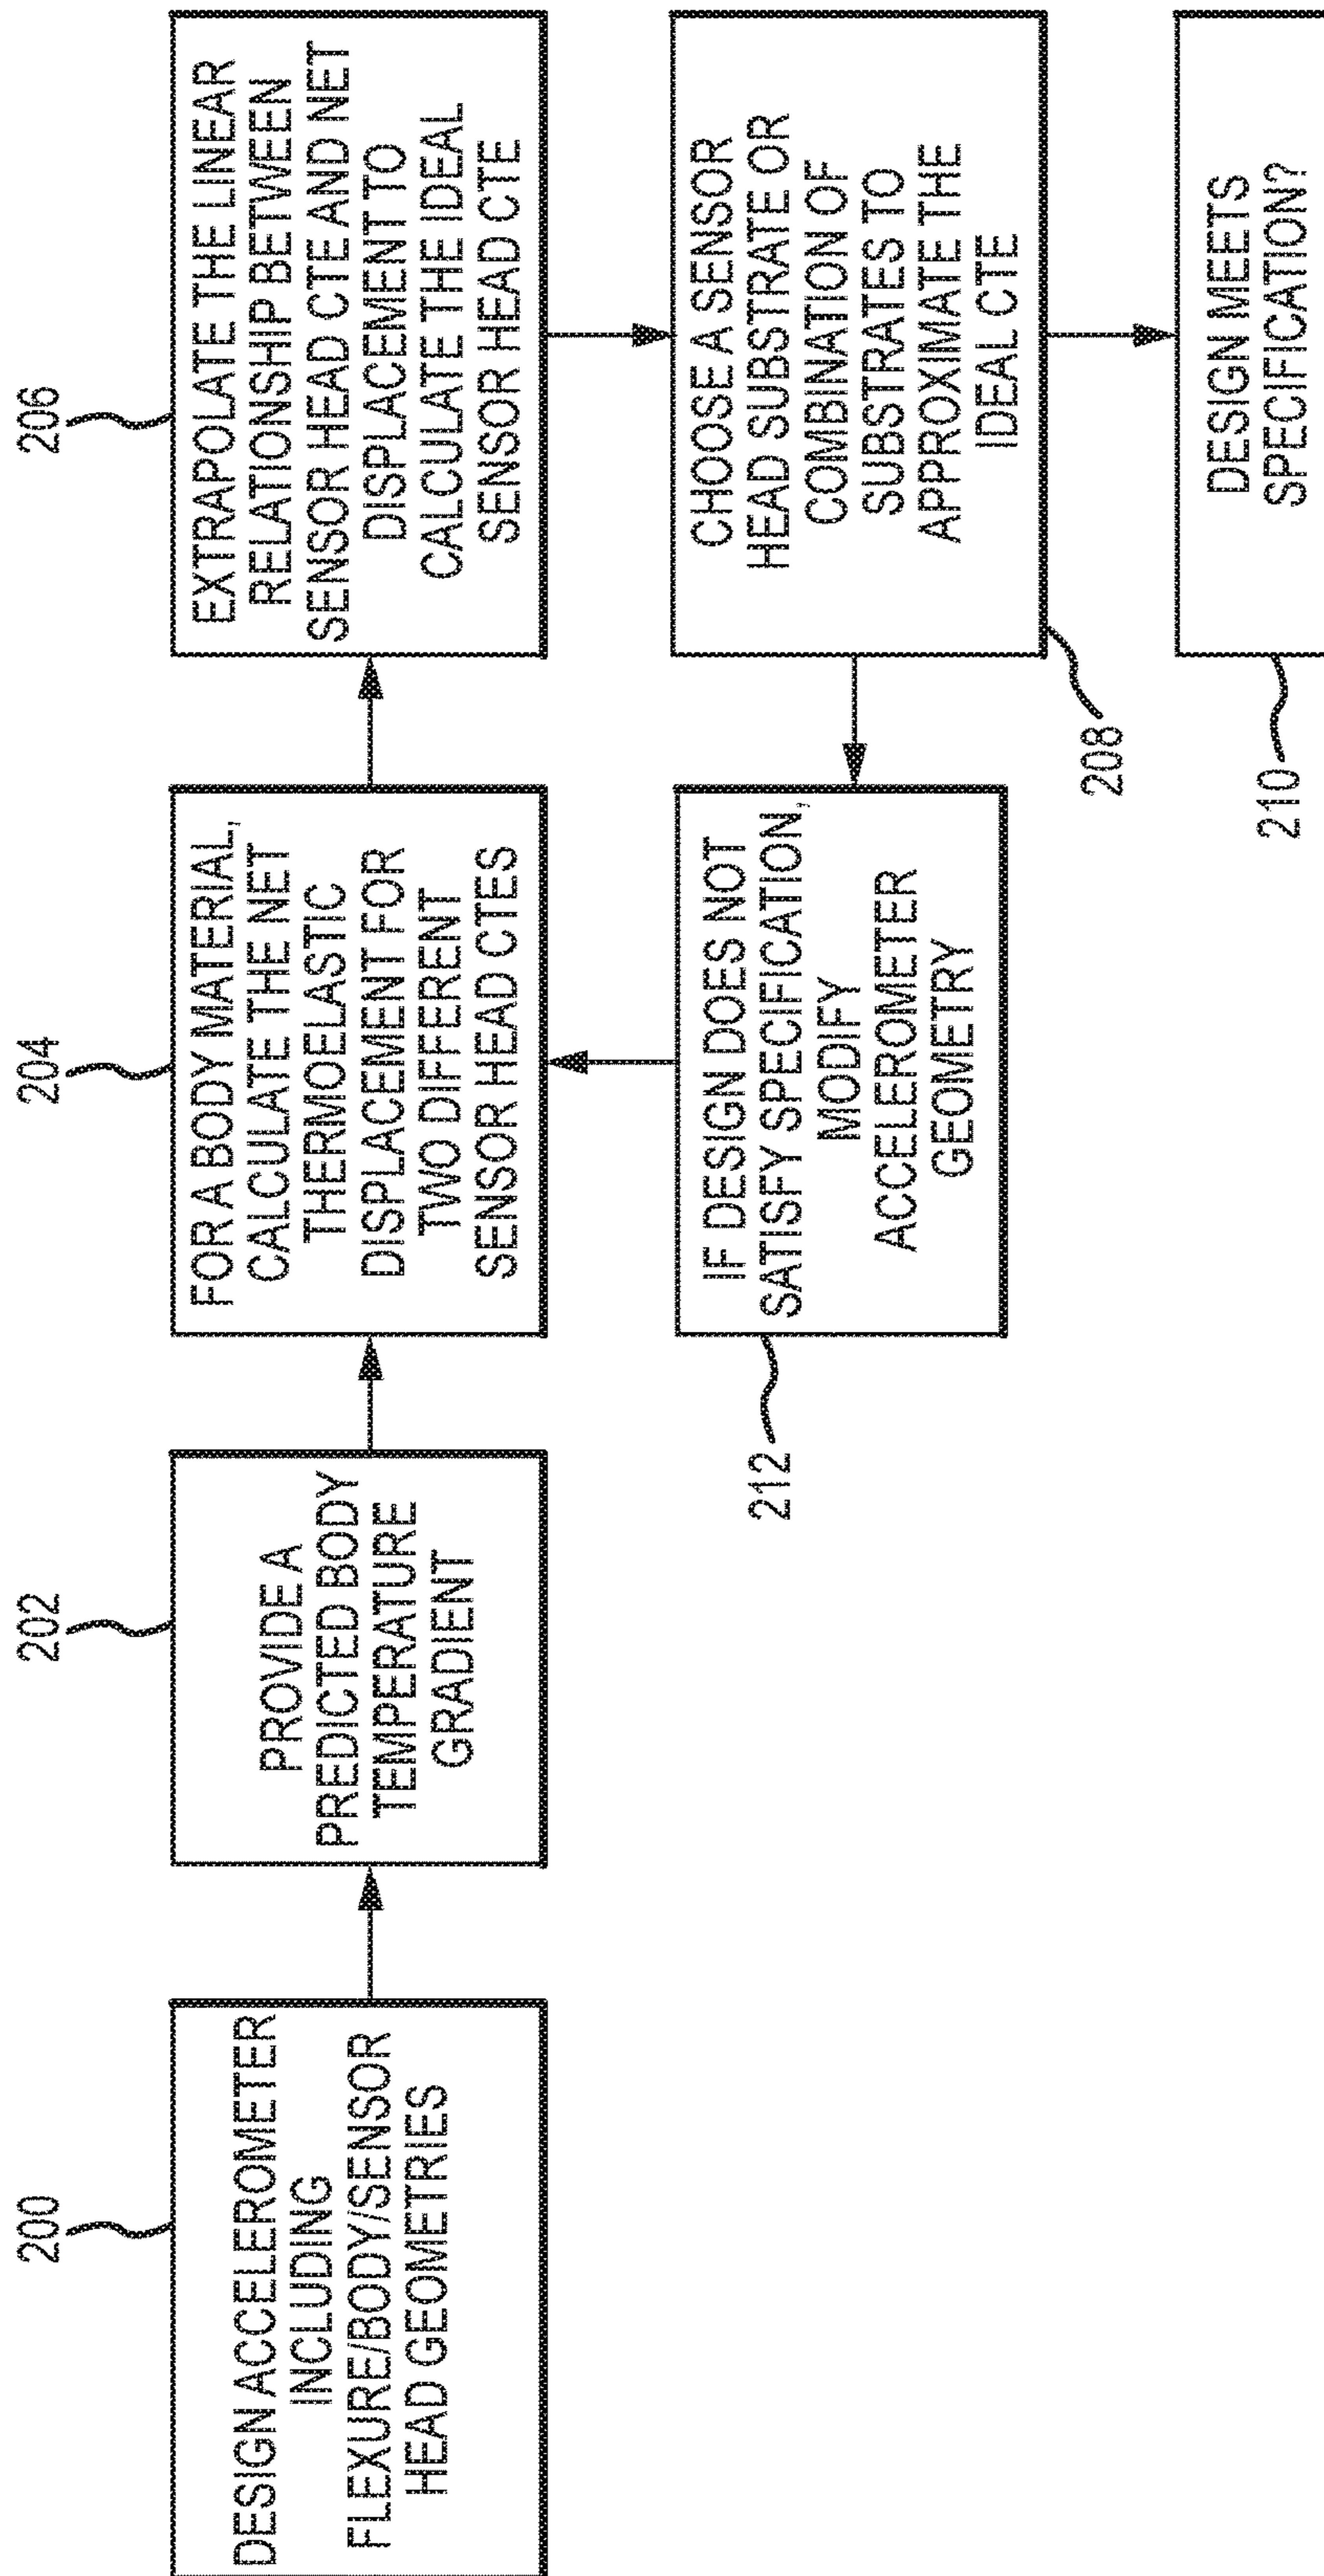 200
DESIGN ACCELEROMETER
INCLUDING
FLEXURE/BODY/SENSOR
HEAD GEOMETRIES
202
PROVIDE A
PREDICTED BODY
TEMPERATURE
GRADIENT
204
FOR A BODY MATERIAL,
CALCULATE THE NET
THERMOELASTIC
DISPLACEMENT FOR
TWO DIFFERENT
SENSOR HEAD CTES
206
EXTRAPOLATE THE LINEAR
RELATIONSHIP BETWEEN
SENSOR HEAD CTE AND NET
DISPLACEMENT TO
CALCULATE THE IDEAL
SENSOR HEAD CTE
212
IF DESIGN DOES NOT
SATISFY SPECIFICATION,
MODIFY
ACCELEROMETER
GEOMETRY
CHOOSE A SENSOR
HEAD SUBSTRATE OR
COMBINATION OF
SUBSTRATES TO
APPROXIMATE THE
IDEAL CTE
208
210
DESIGN MEETS
SPECIFICATION?